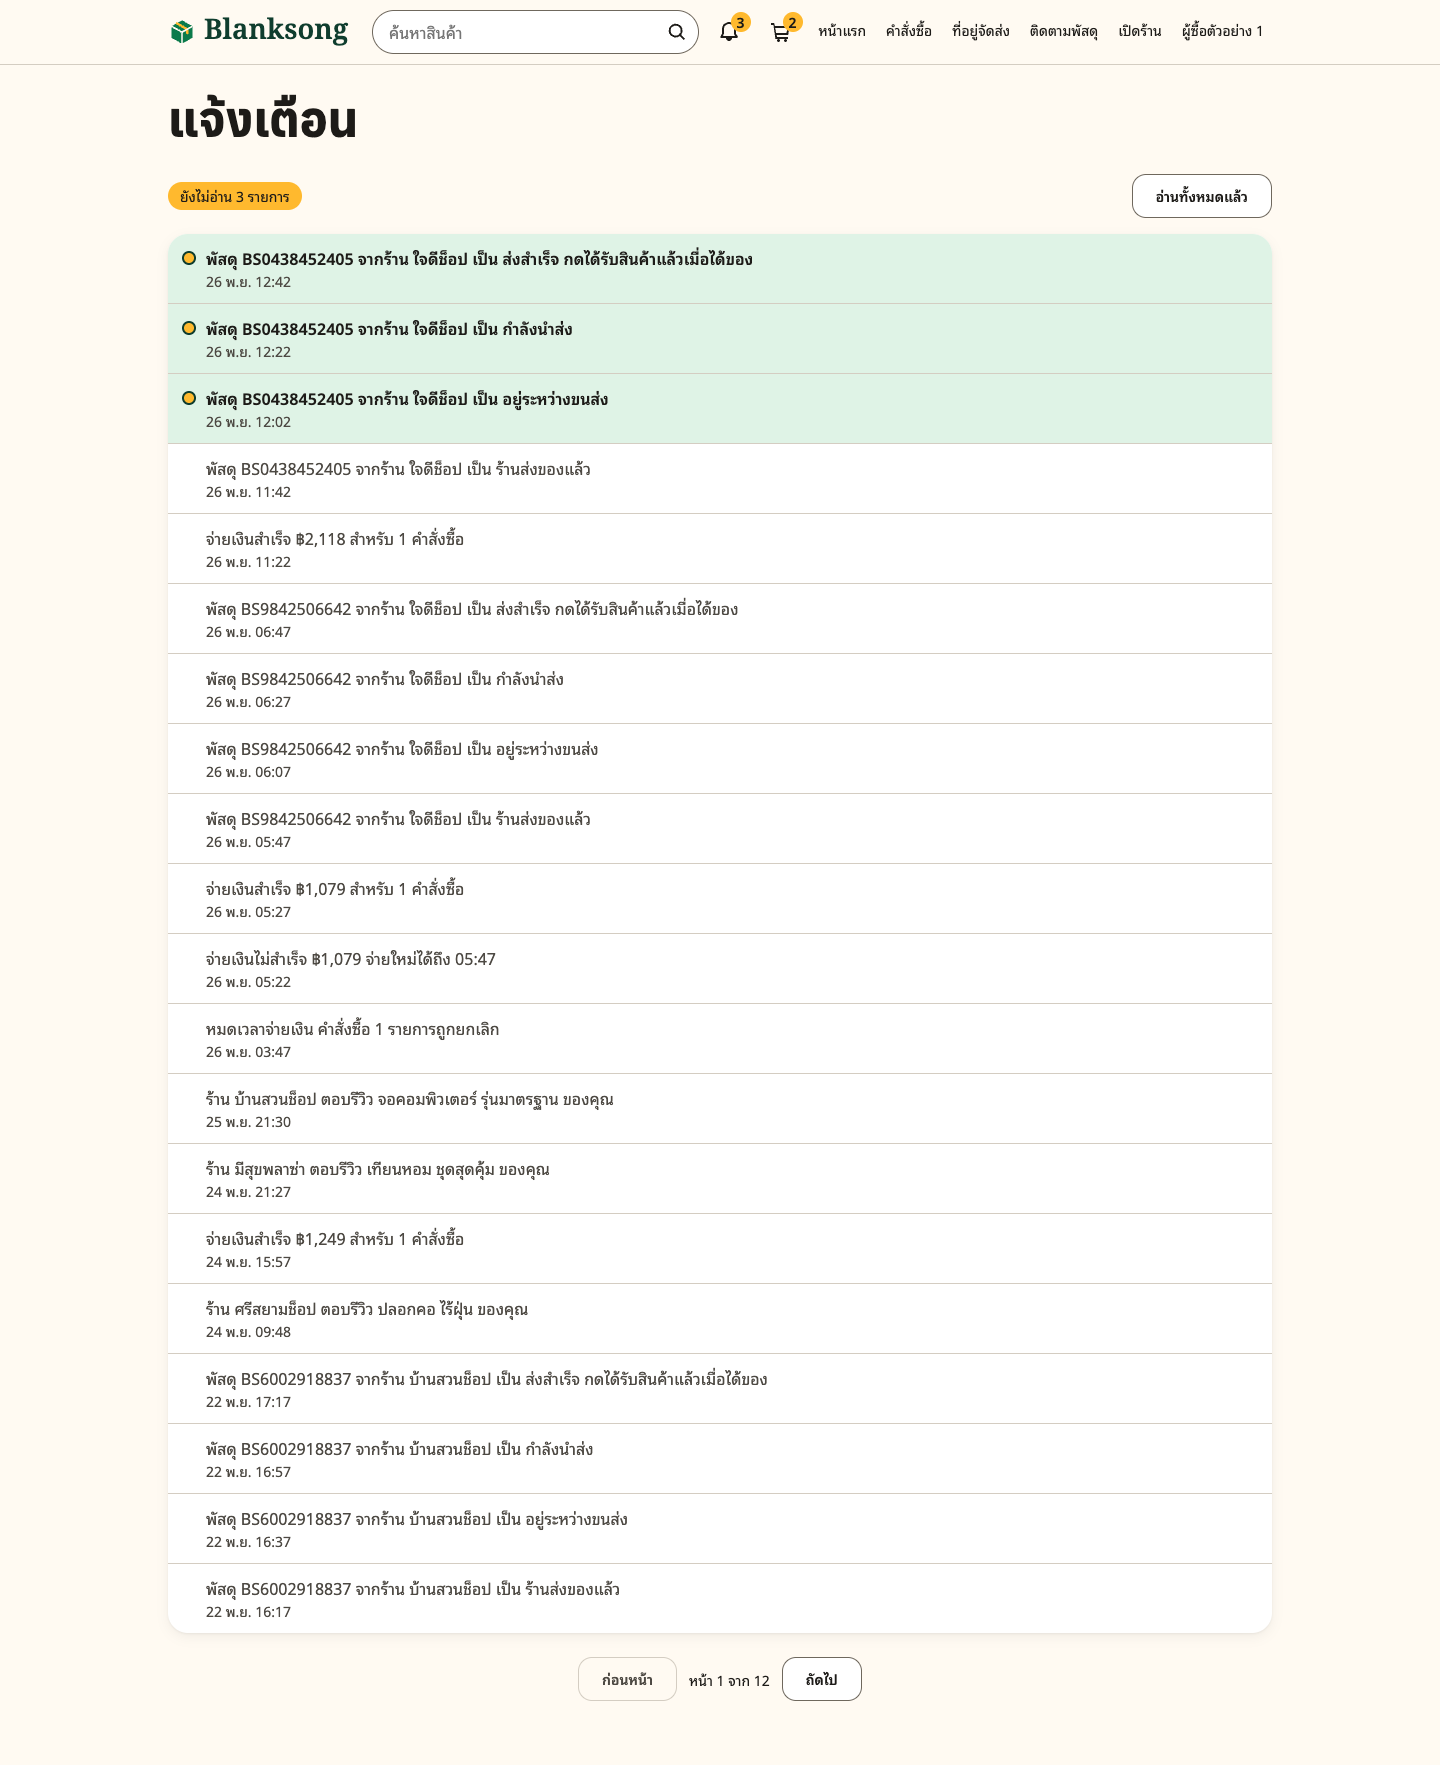 Blanksong
ค้นหาสินค้า
3
2
หน้าแรก
คำสั่งซื้อ
ที่อยู่จัดส่ง
ติดตามพัสดุ
เปิดร้าน
ผู้ซื้อตัวอย่าง 1
แจ้งเตือน
ยังไม่อ่าน 3 รายการ
อ่านทั้งหมดแล้ว
พัสดุ BS0438452405 จากร้าน ใจดีช็อป เป็น ส่งสำเร็จ กดได้รับสินค้าแล้วเมื่อได้ของ
26 พ.ย. 12:42
พัสดุ BS0438452405 จากร้าน ใจดีช็อป เป็น กำลังนำส่ง
26 พ.ย. 12:22
พัสดุ BS0438452405 จากร้าน ใจดีช็อป เป็น อยู่ระหว่างขนส่ง
26 พ.ย. 12:02
พัสดุ BS0438452405 จากร้าน ใจดีช็อป เป็น ร้านส่งของแล้ว
26 พ.ย. 11:42
จ่ายเงินสำเร็จ ฿2,118 สำหรับ 1 คำสั่งซื้อ
26 พ.ย. 11:22
พัสดุ BS9842506642 จากร้าน ใจดีช็อป เป็น ส่งสำเร็จ กดได้รับสินค้าแล้วเมื่อได้ของ
26 พ.ย. 06:47
พัสดุ BS9842506642 จากร้าน ใจดีช็อป เป็น กำลังนำส่ง
26 พ.ย. 06:27
พัสดุ BS9842506642 จากร้าน ใจดีช็อป เป็น อยู่ระหว่างขนส่ง
26 พ.ย. 06:07
พัสดุ BS9842506642 จากร้าน ใจดีช็อป เป็น ร้านส่งของแล้ว
26 พ.ย. 05:47
จ่ายเงินสำเร็จ ฿1,079 สำหรับ 1 คำสั่งซื้อ
26 พ.ย. 05:27
จ่ายเงินไม่สำเร็จ ฿1,079 จ่ายใหม่ได้ถึง 05:47
26 พ.ย. 05:22
หมดเวลาจ่ายเงิน คำสั่งซื้อ 1 รายการถูกยกเลิก
26 พ.ย. 03:47
ร้าน บ้านสวนช็อป ตอบรีวิว จอคอมพิวเตอร์ รุ่นมาตรฐาน ของคุณ
25 พ.ย. 21:30
ร้าน มีสุขพลาซ่า ตอบรีวิว เทียนหอม ชุดสุดคุ้ม ของคุณ
24 พ.ย. 21:27
จ่ายเงินสำเร็จ ฿1,249 สำหรับ 1 คำสั่งซื้อ
24 พ.ย. 15:57
ร้าน ศรีสยามช็อป ตอบรีวิว ปลอกคอ ไร้ฝุ่น ของคุณ
24 พ.ย. 09:48
พัสดุ BS6002918837 จากร้าน บ้านสวนช็อป เป็น ส่งสำเร็จ กดได้รับสินค้าแล้วเมื่อได้ของ
22 พ.ย. 17:17
พัสดุ BS6002918837 จากร้าน บ้านสวนช็อป เป็น กำลังนำส่ง
22 พ.ย. 16:57
พัสดุ BS6002918837 จากร้าน บ้านสวนช็อป เป็น อยู่ระหว่างขนส่ง
22 พ.ย. 16:37
พัสดุ BS6002918837 จากร้าน บ้านสวนช็อป เป็น ร้านส่งของแล้ว
22 พ.ย. 16:17
ก่อนหน้า
หน้า 1 จาก 12
ถัดไป